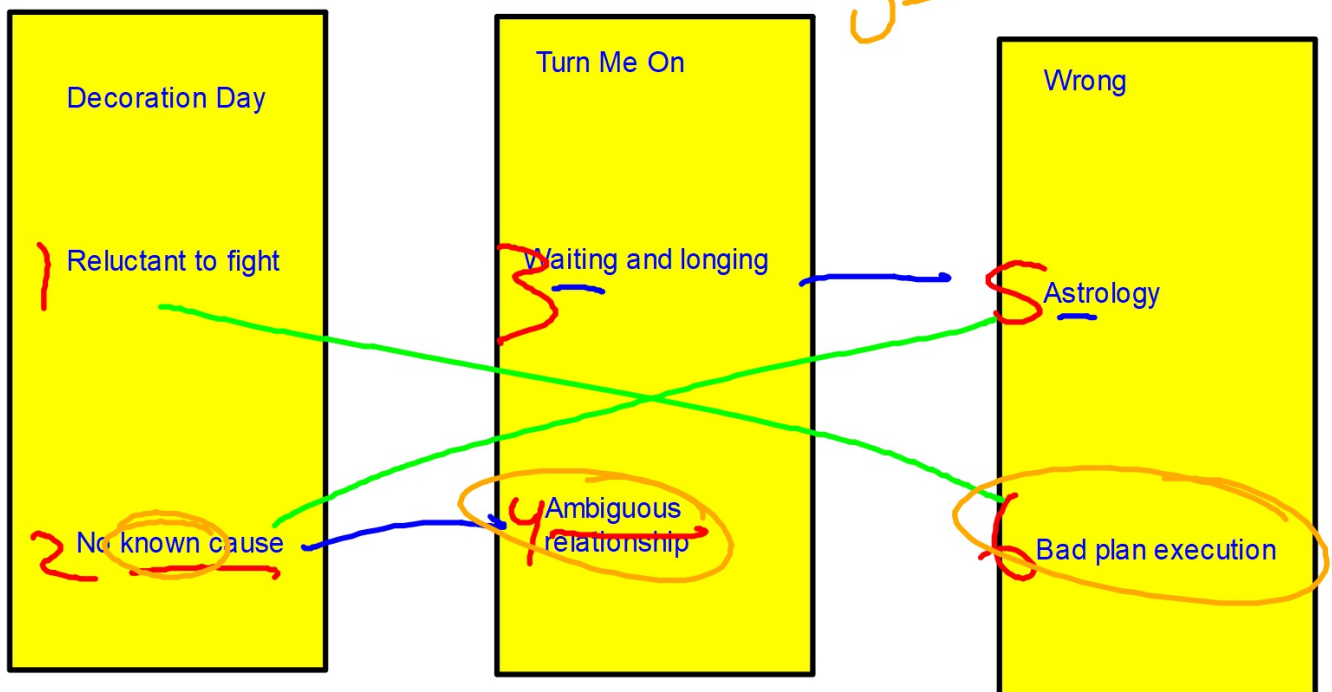 Decoration Day
1 Reluctant to fight
2 No known cause
Turn Me On
3 Waiting and longing
4 Ambiguous
relationship
Wrong
5 Astrology
6 Bad plan execution